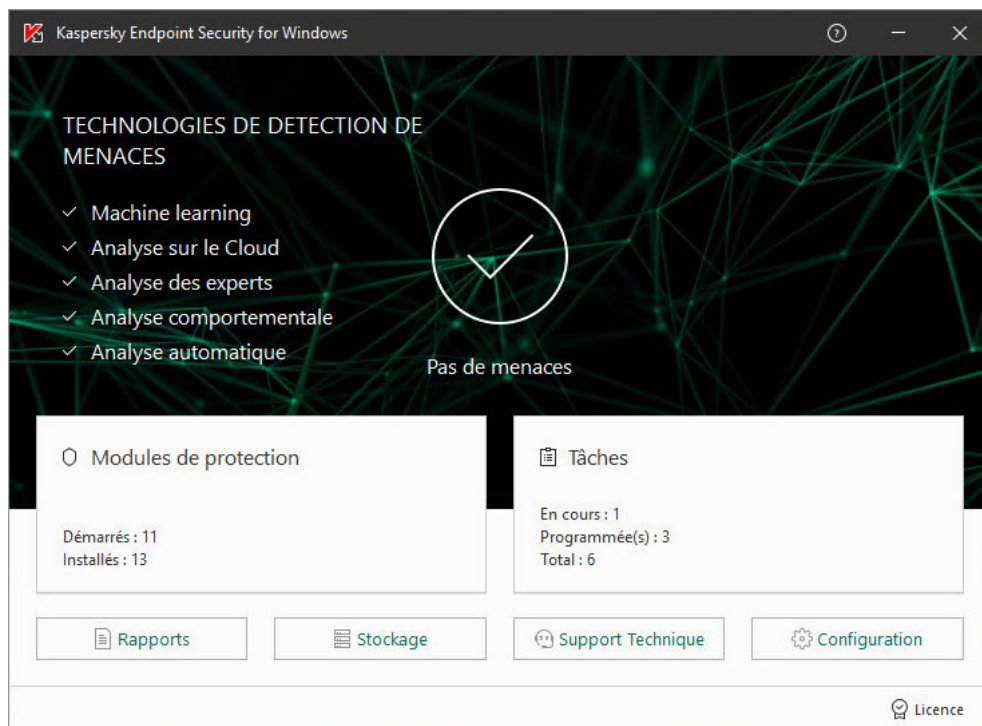 Kaspersky Endpoint Security for Windows
TECHNOLOGIES DE DETECTION DE
MENACES
Machine learning
Analyse sur le Cloud
Analyse des experts
Analyse comportementale
Analyse automatique
Pas de menaces
Modules de protection
Démarrés : 11
Installés : 13
Tâches
En cours : 1
Programmée(s) : 3
Total : 6
Rapports
Stockage
Support Technique
Configuration
Licence